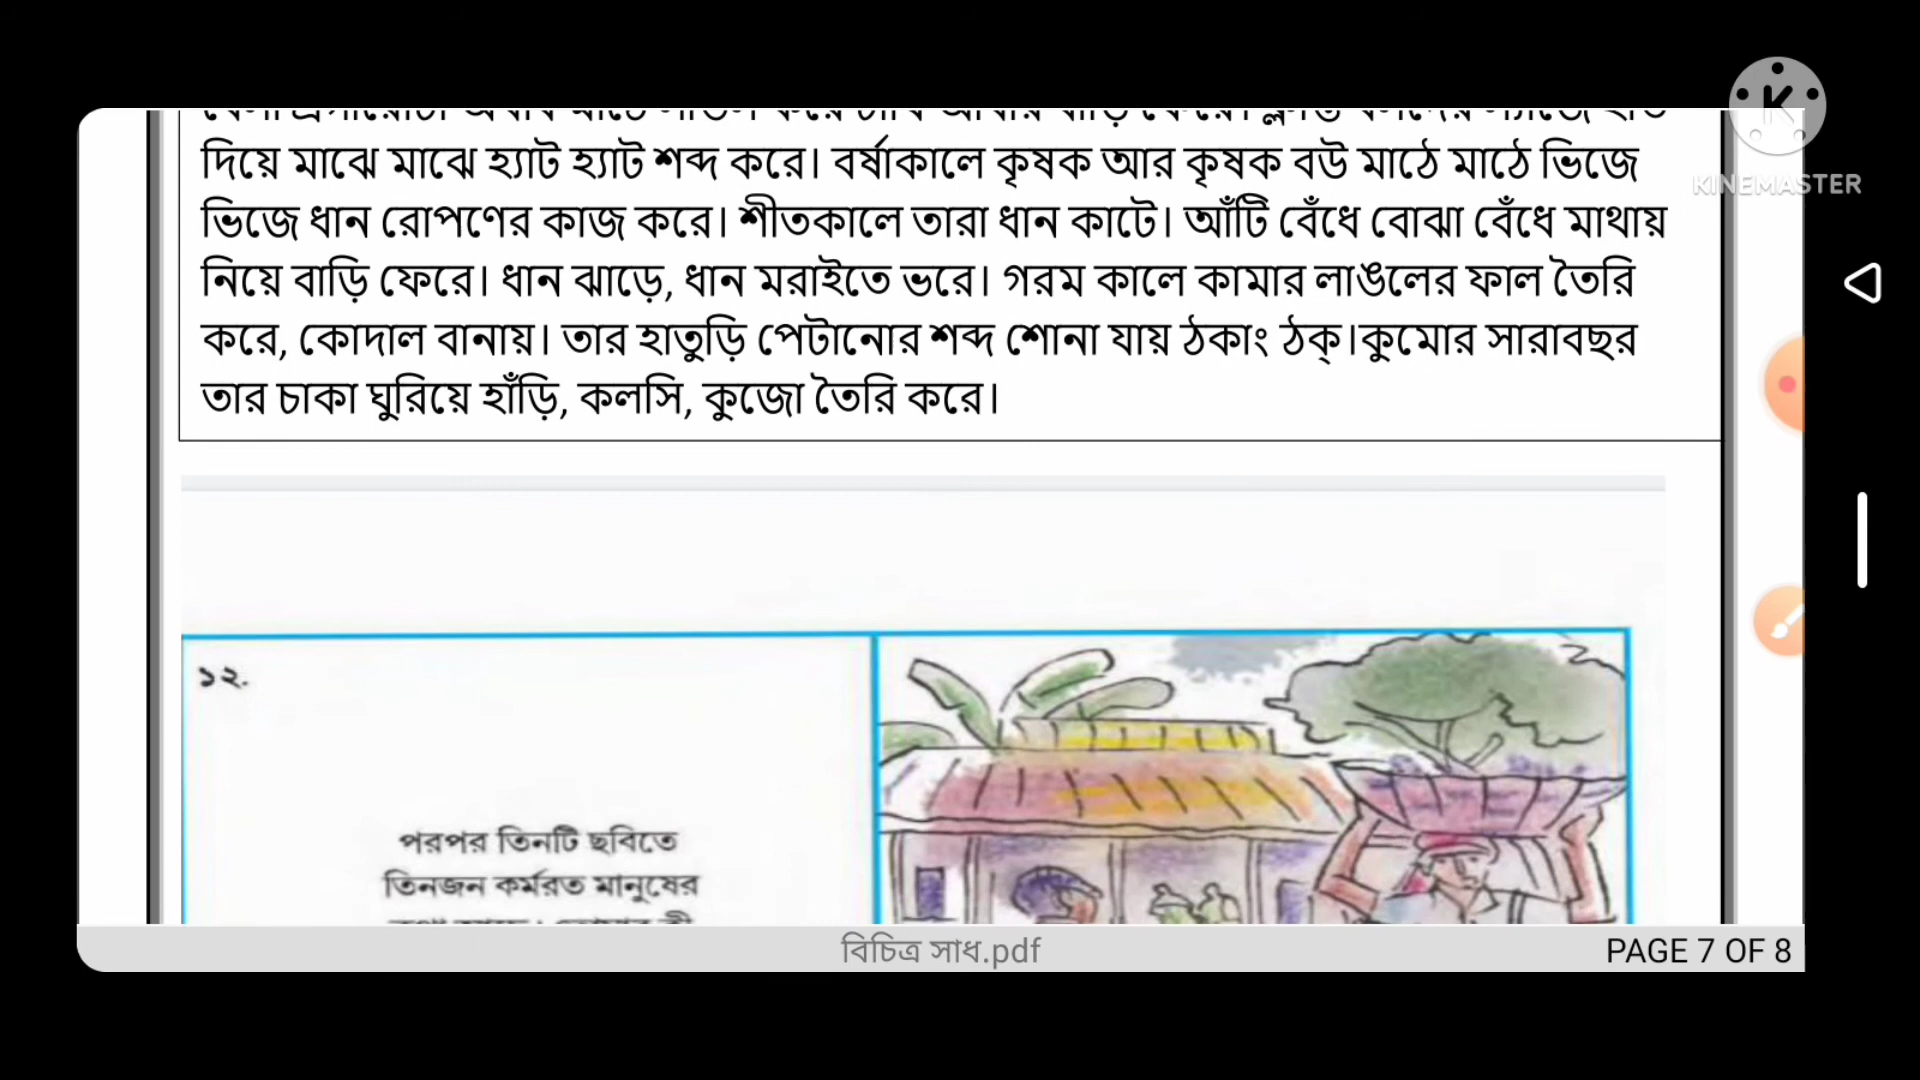 দিয়ে মাঝে মাঝে হ্যাট হ্যাট শব্দ করে। বর্ষাকালে কৃষক আর কৃষক বউ মাঠে মাঠে ভিজে
ভিজে ধান রোপণের কাজ করে। শীতকালে তারা ধান কাটে। আঁটি বেঁধে বোঝা বেঁধে মাথায়
নিয়ে বাড়ি ফেরে। ধান ঝাড়ে, ধান মরাইতে ভরে। গরম কালে কামার লাঙলের ফাল তৈরি
করে, কোদাল বানায়। তার হাতুড়ি পেটানোর শব্দ শোনা যায় ঠকাং ঠক্।কুমোর সারাবছর
তার চাকা ঘুরিয়ে হাঁড়ি, কলসি, কুজো তৈরি করে।
১২.
পরপর তিনটি ছবিতে
তিনজন কর্মরত মানুষের
বিচিত্র সাধ.pdf
PAGE 7 OF 8
K
KINEMASTER